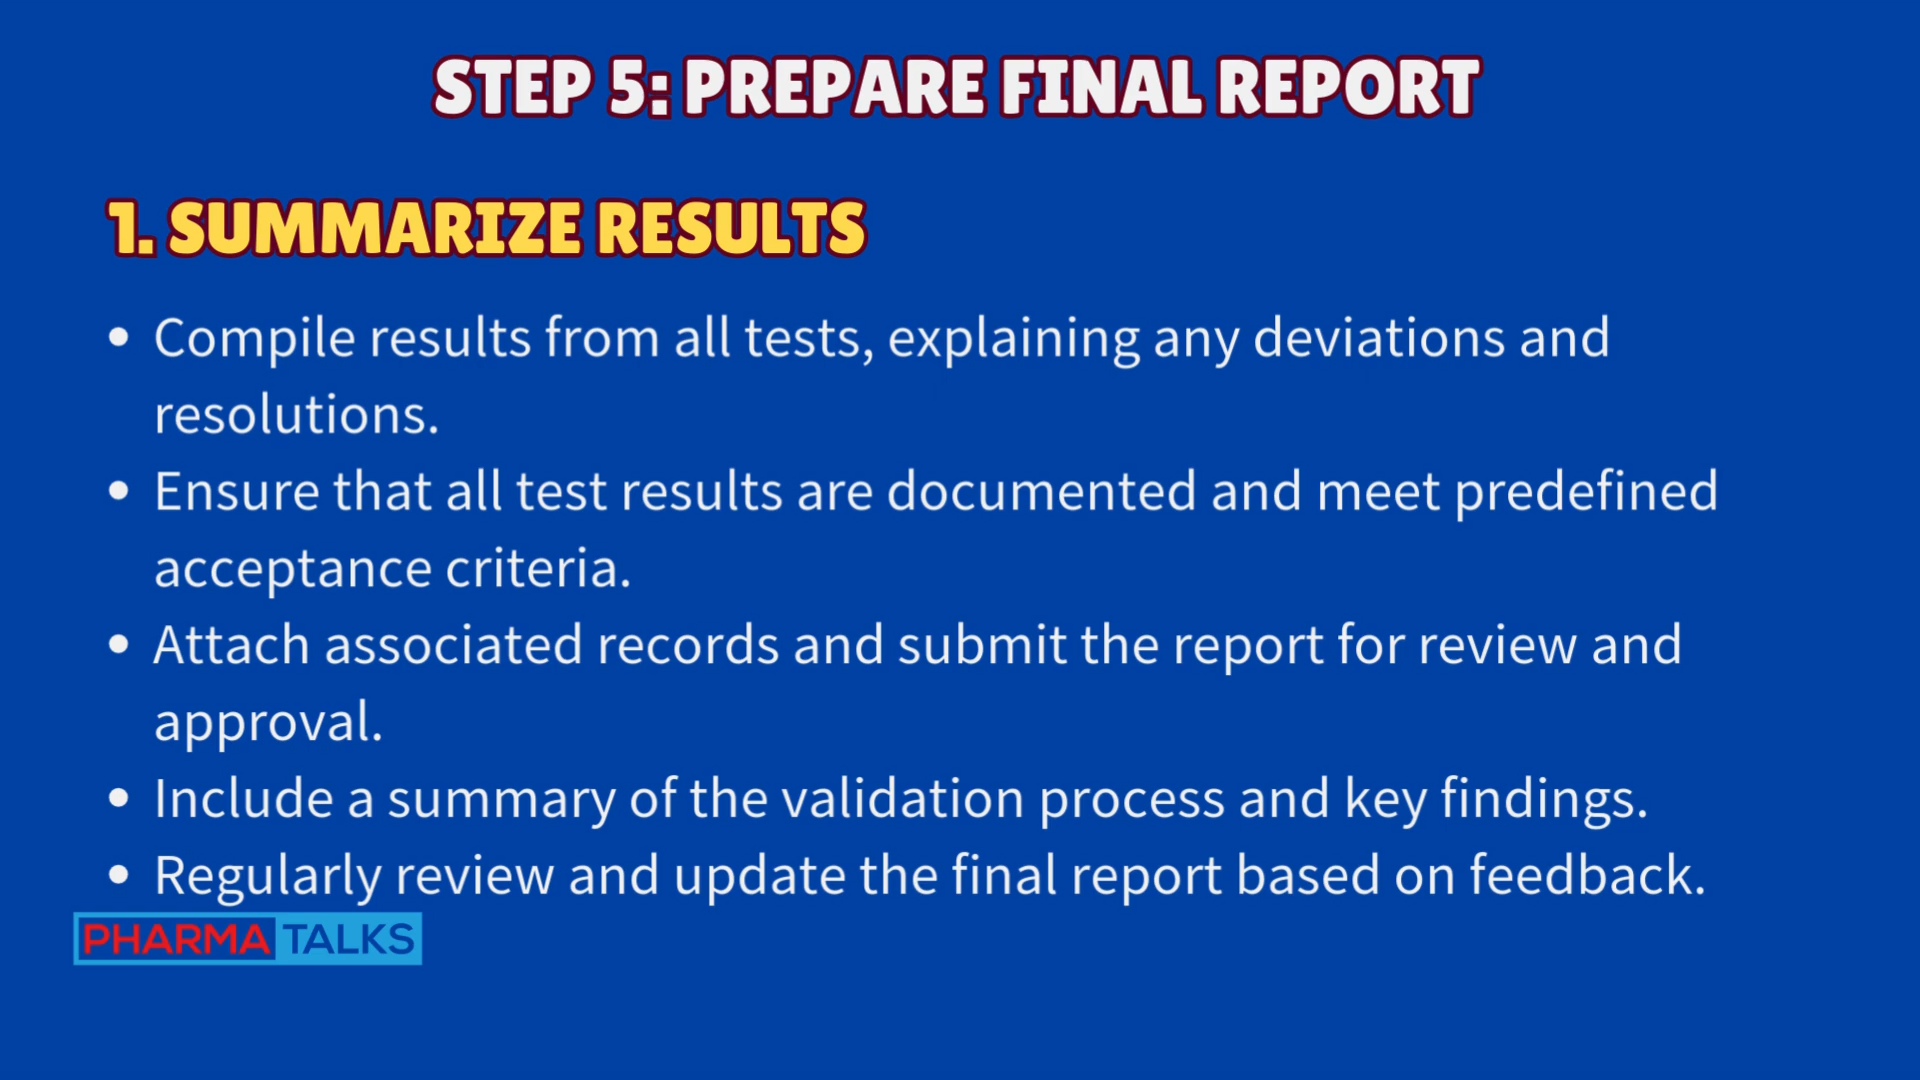 STEP 5: PREPARE FINAL REPORT
1. SUMMARIZE RESULTS
• Compile results from all tests, explaining any deviations and
resolutions.
• Ensure that all test results are documented and meet predefined
acceptance criteria.
• Attach associated records and submit the report for review and
approval.
• Include a summary of the validation process and key findings.
• Regularly review and update the final report based on feedback.
PHARMA TALKS